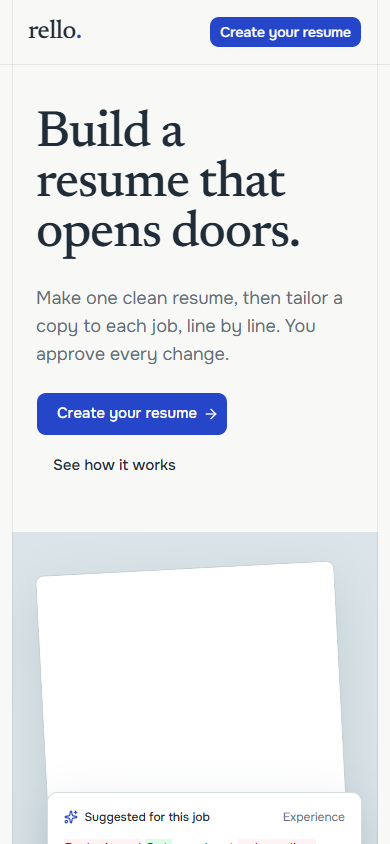 rello.
Create your resume
Build a
resume that
opens doors.
Make one clean resume, then tailor a
copy to each job, line by line. You
approve every change.
Create your resume →
See how it works
Suggested for this job
Experience